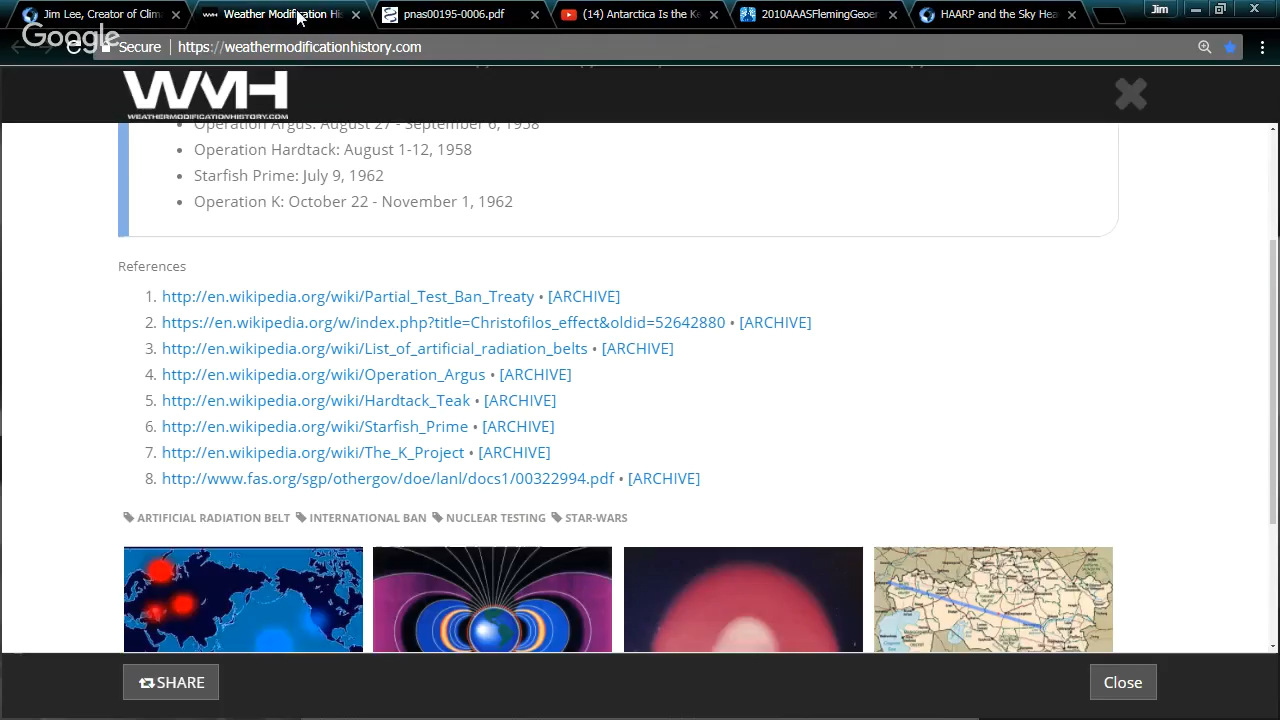 Jim Lee, Creator of Clim
Weather Modification His
pnas00195-0006.pdf
(14) Antarctica Is the Ke
2010AAASFlemingGeoer
HAARP and the Sky Hea
Jim
Google
Secure
https://weathermodificationhistory.com
WMH
WEATHERMODIFICATIONHISTORY.COM
• Operation Argus: August 27 - September 6, 1958
• Operation Hardtack: August 1-12, 1958
• Starfish Prime: July 9, 1962
• Operation K: October 22 - November 1, 1962
References
1. http://en.wikipedia.org/wiki/Partial_Test_Ban_Treaty • [ARCHIVE]
2. https://en.wikipedia.org/w/index.php?title=Christofilos_effect&oldid=52642880 • [ARCHIVE]
3. http://en.wikipedia.org/wiki/List_of_artificial_radiation_belts • [ARCHIVE]
4. http://en.wikipedia.org/wiki/Operation_Argus • [ARCHIVE]
5. http://en.wikipedia.org/wiki/Hardtack_Teak • [ARCHIVE]
6. http://en.wikipedia.org/wiki/Starfish_Prime • [ARCHIVE]
7. http://en.wikipedia.org/wiki/The_K_Project • [ARCHIVE]
8. http://www.fas.org/sgp/othergov/doe/lanl/docs1/00322994.pdf • [ARCHIVE]
ARTIFICIAL RADIATION BELT INTERNATIONAL BAN NUCLEAR TESTING STAR-WARS
SHARE
Close